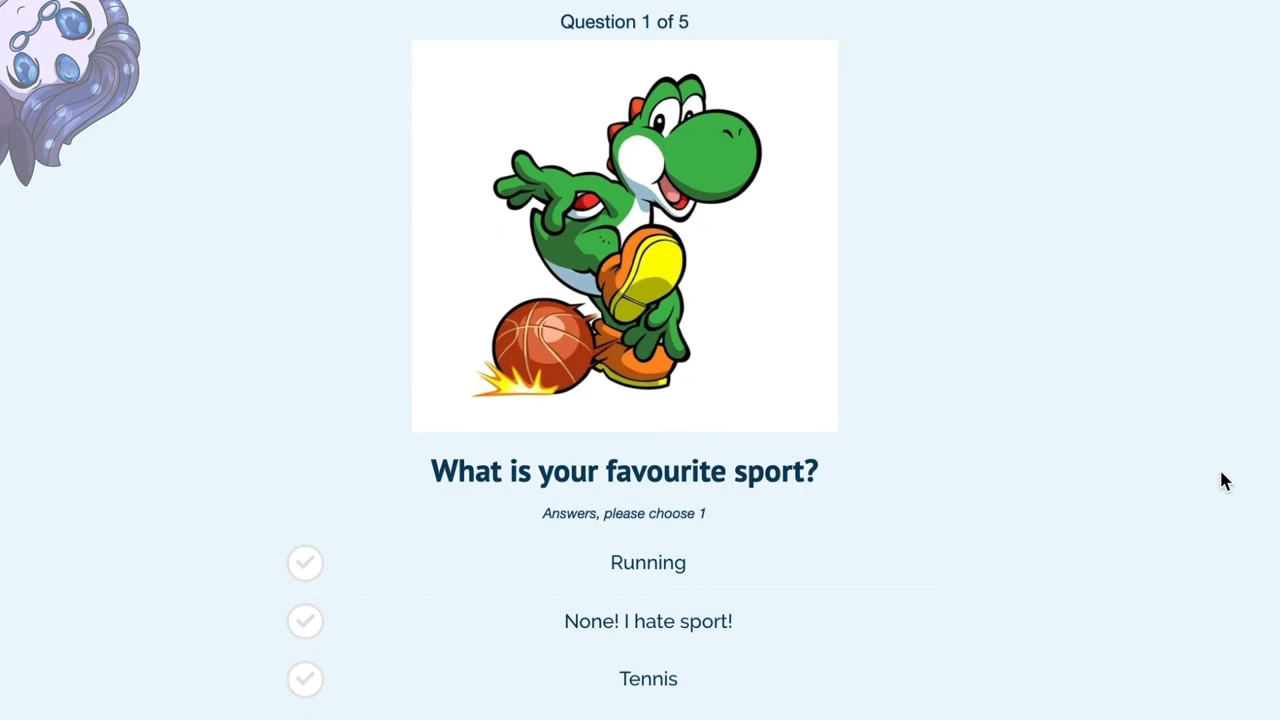 Question 1 of 5
What is your favourite sport?
Answers, please choose 1
Running
None! I hate sport!
Tennis